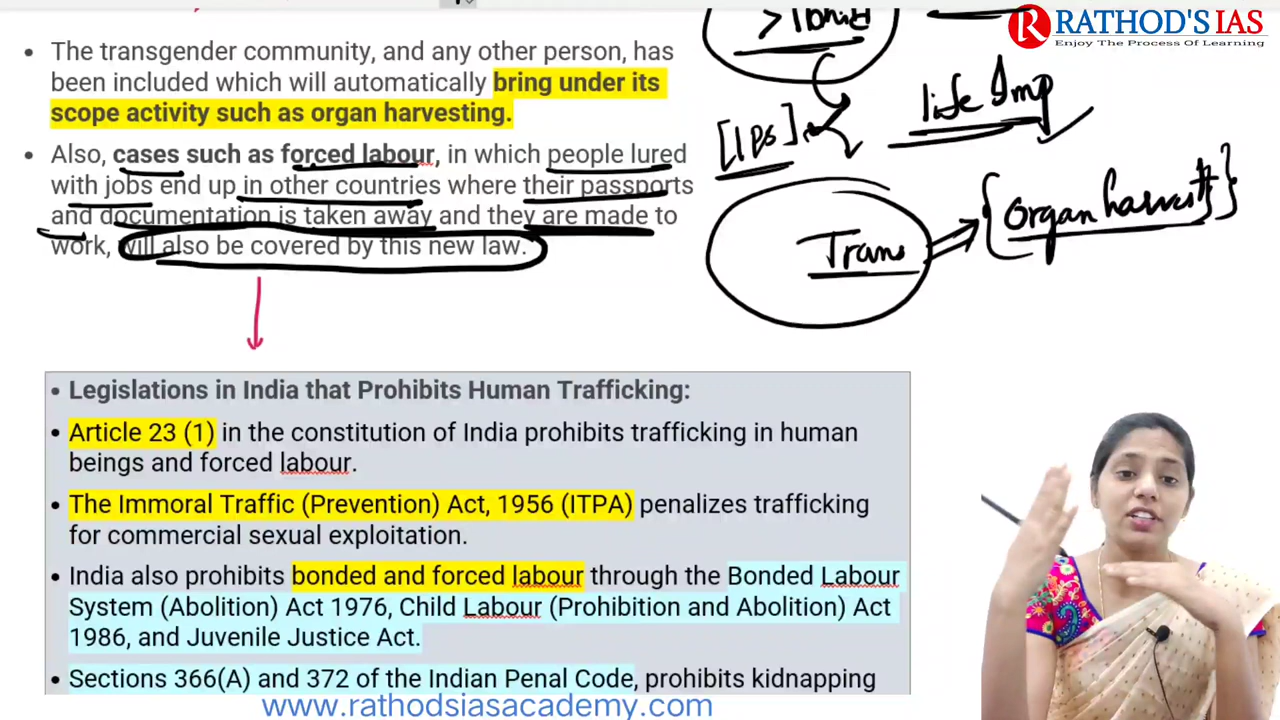 RATHOD'S IAS
Enjoy The Process Of Learning
• The transgender community, and any other person, has
been included which will automatically bring under its
scope activity such as organ harvesting.
• Also, cases such as forced labour, in which people lured
with jobs end up in other countries where their passports
and documentation is taken away and they are made to
work, will also be covered by this new law.
life Imp
[IPS]
Trans
{organ harvest}
• Legislations in India that Prohibits Human Trafficking:
• Article 23 (1) in the constitution of India prohibits trafficking in human
beings and forced labour.
• The Immoral Traffic (Prevention) Act, 1956 (ITPA) penalizes trafficking
for commercial sexual exploitation.
• India also prohibits bonded and forced labour through the Bonded Labour
System (Abolition) Act 1976, Child Labour (Prohibition and Abolition) Act
1986, and Juvenile Justice Act.
• Sections 366(A) and 372 of the Indian Penal Code, prohibits kidnapping
www.rathodsiasacademy.com